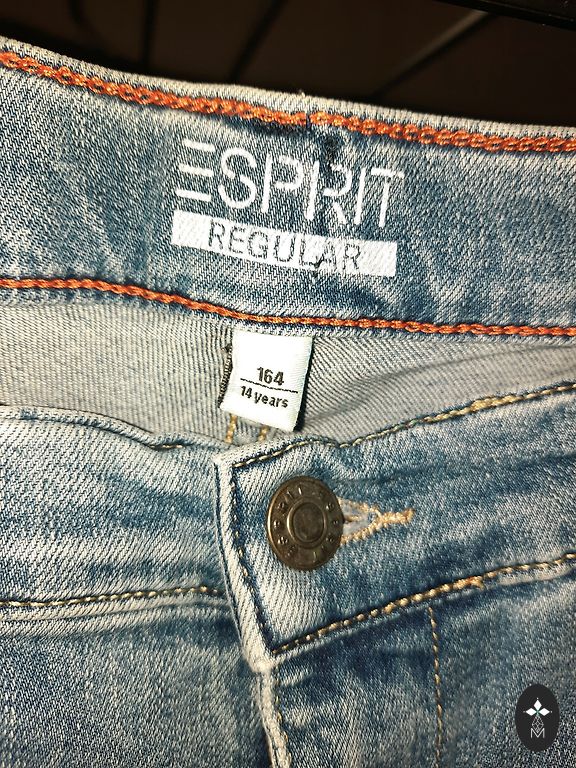 ESPRIT
REGULAR
164
14 years